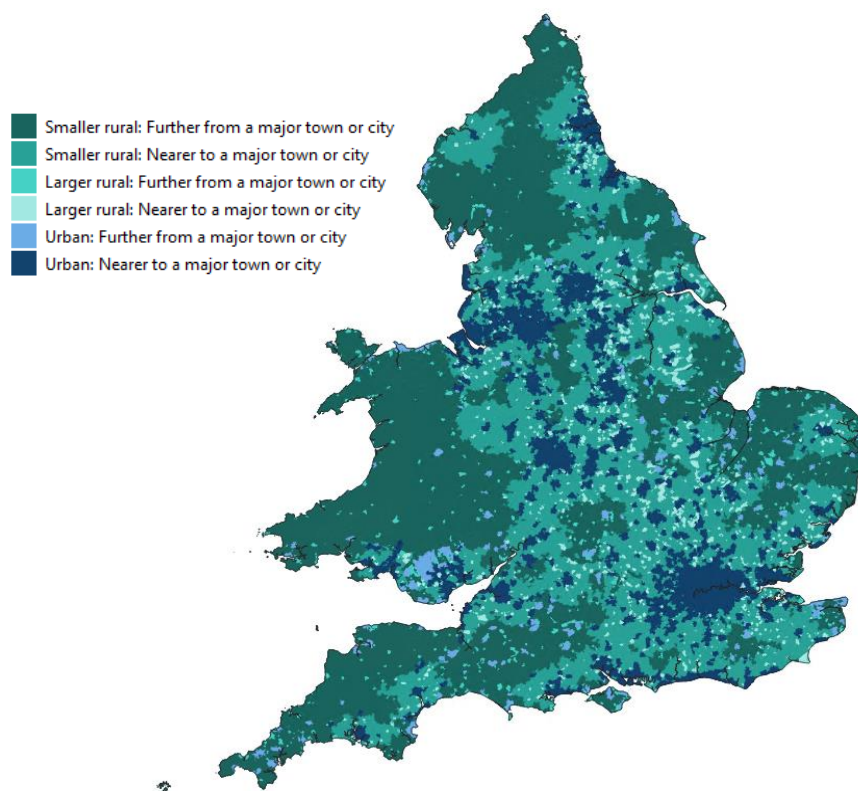 Smaller rural: Further from a major town or city
Smaller rural: Nearer to a major town or city
Larger rural: Further from a major town or city
Larger rural: Nearer to a major town or city
Urban: Further from a major town or city
Urban: Nearer to a major town or city